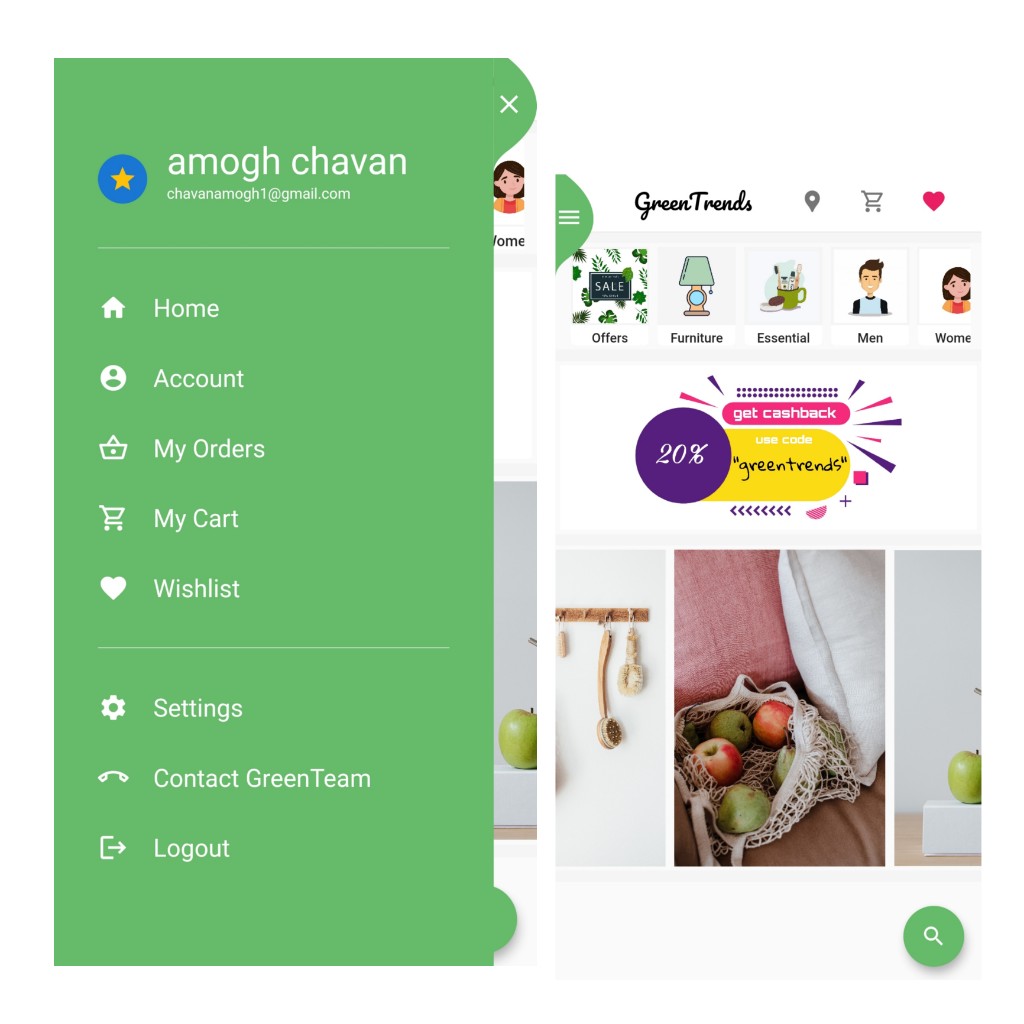 amogh chavan
chavanamogh1@gmail.com
Home
Account
My Orders
My Cart
Wishlist
Settings
Contact GreenTeam
Logout
Wome
GreenTrends
SALE
Offers
Furniture
Essential
Men
Wome
get cashback
use code
20%
"greentrends"